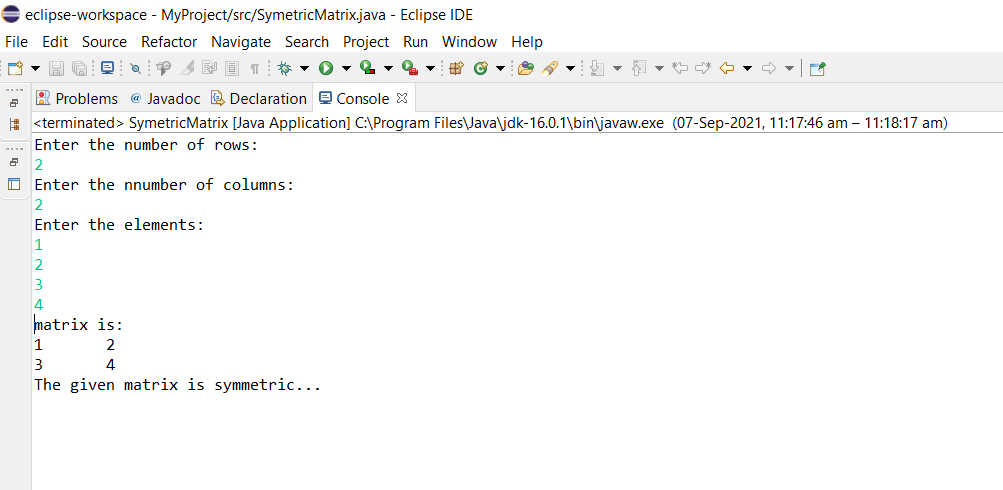 eclipse-workspace - MyProject/src/SymetricMatrix.java - Eclipse IDE
File Edit Source Refactor Navigate Search Project Run Window Help
Problems @ Javadoc Declaration Console
<terminated> SymetricMatrix [Java Application] C:\Program Files\Java\jdk-16.0.1\bin\javaw.exe (07-Sep-2021, 11:17:46 am – 11:18:17 am)
Enter the number of rows:
2
Enter the nnumber of columns:
2
Enter the elements:
1
2
3
4
matrix is:
1 2
3 4
The given matrix is symmetric...